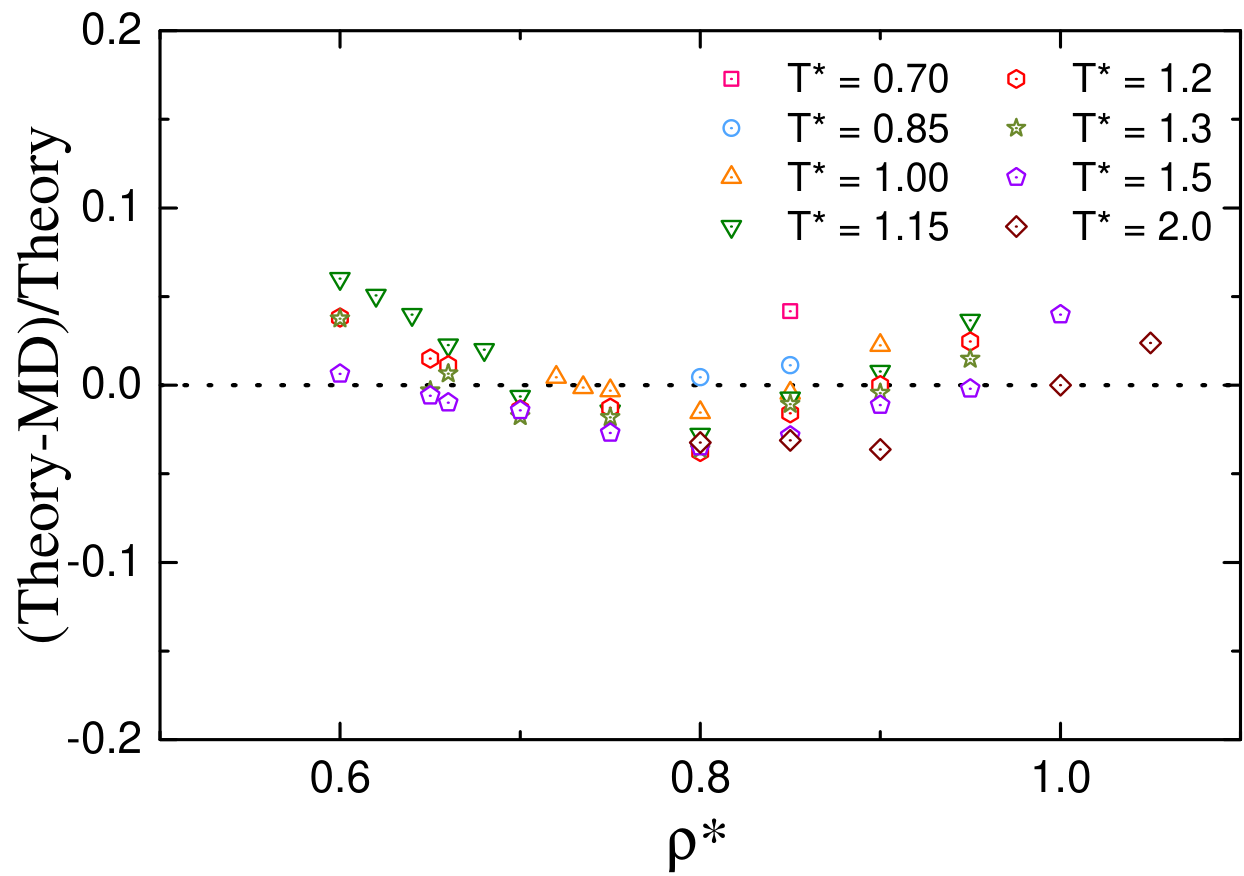 0.2
0.1
0.0
-0.1
-0.2
(Theory-MD)/Theory
T* = 0.70
T* = 0.85
T* = 1.00
T* = 1.15
T* = 1.2
T* = 1.3
T* = 1.5
T* = 2.0
0.6 0.8 1.0
ρ*